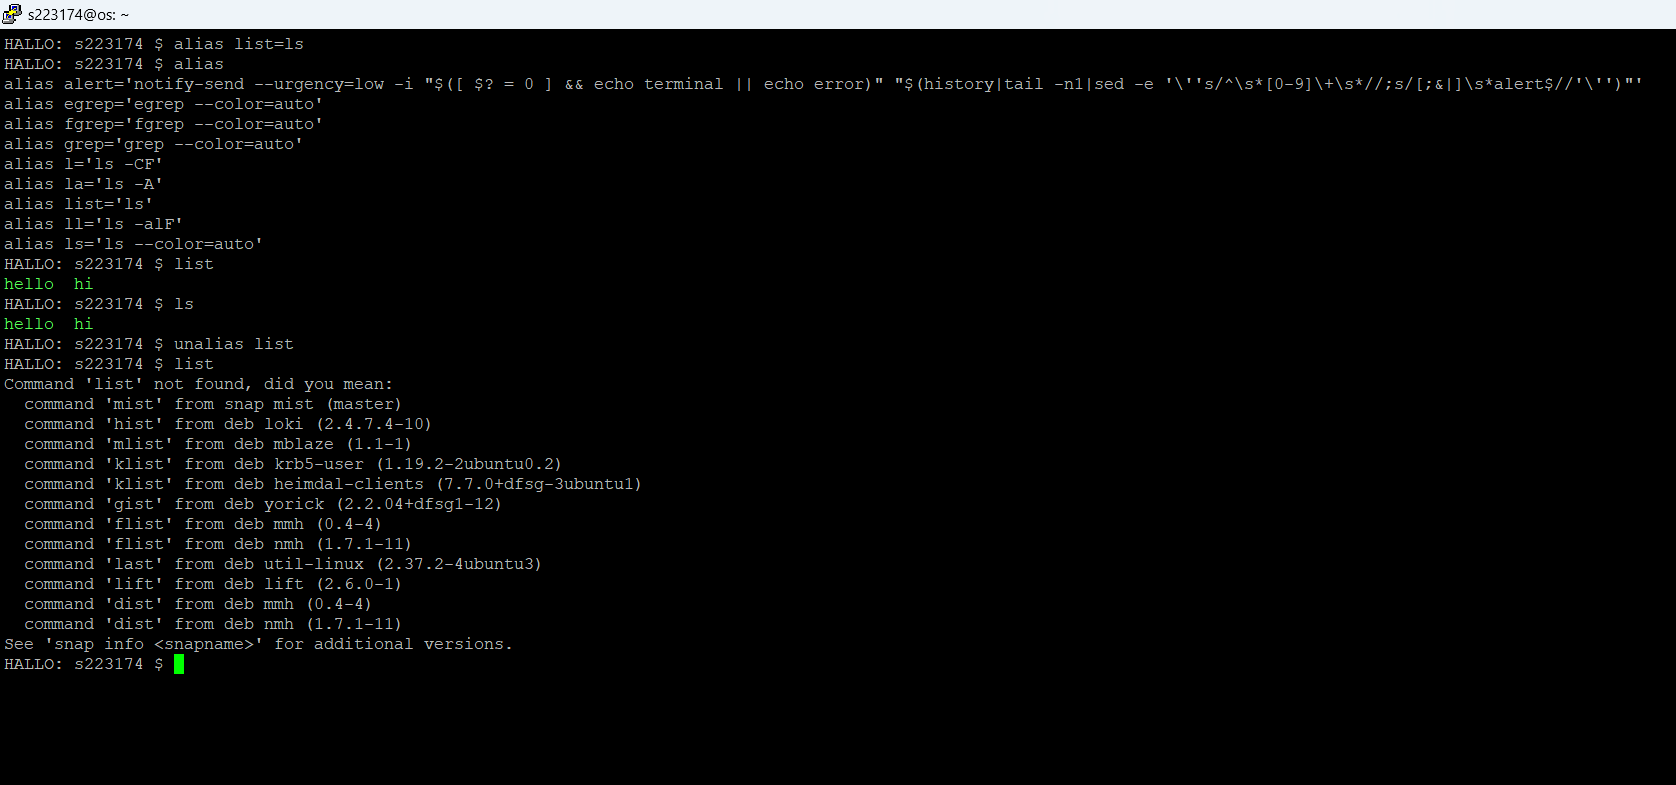 s223174@os: ~
HALLO: s223174 $ alias list=ls
HALLO: s223174 $ alias
alias alert='notify-send --urgency=low -i "$([ $? = 0 ] && echo terminal || echo error)" "$(history|tail -n1|sed -e '\''s/^\s*[0-9]\+\s*//;s/[;&|]\s*alert$//'\'')"'
alias egrep='egrep --color=auto'
alias fgrep='fgrep --color=auto'
alias grep='grep --color=auto'
alias l='ls -CF'
alias la='ls -A'
alias list='ls'
alias ll='ls -alF'
alias ls='ls --color=auto'
HALLO: s223174 $ list
hello  hi
HALLO: s223174 $ ls
hello  hi
HALLO: s223174 $ unalias list
HALLO: s223174 $ list
Command 'list' not found, did you mean:
  command 'mist' from snap mist (master)
  command 'hist' from deb loki (2.4.7.4-10)
  command 'mlist' from deb mblaze (1.1-1)
  command 'klist' from deb krb5-user (1.19.2-2ubuntu0.2)
  command 'klist' from deb heimdal-clients (7.7.0+dfsg-3ubuntu1)
  command 'gist' from deb yorick (2.2.04+dfsg1-12)
  command 'flist' from deb mmh (0.4-4)
  command 'flist' from deb nmh (1.7.1-11)
  command 'last' from deb util-linux (2.37.2-4ubuntu3)
  command 'lift' from deb lift (2.6.0-1)
  command 'dist' from deb mmh (0.4-4)
  command 'dist' from deb nmh (1.7.1-11)
See 'snap info <snapname>' for additional versions.
HALLO: s223174 $